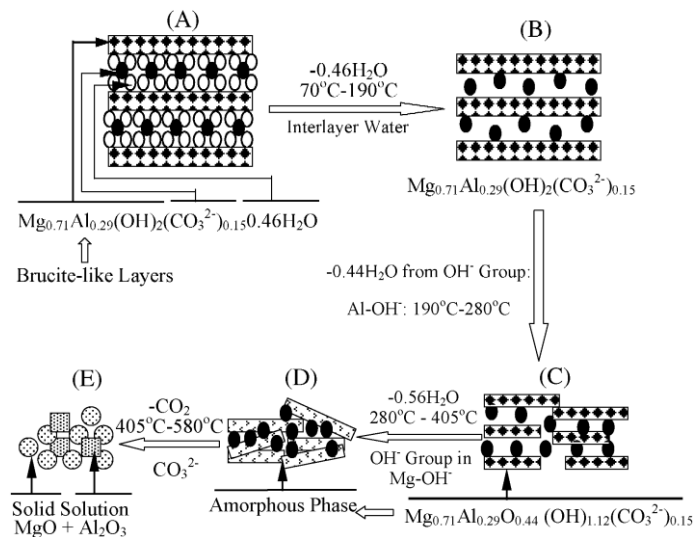 (A)
(B)
-0.46H₂O
70°C-190°C
Interlayer Water
Mg₀.₇₁Al₀.₂₉(OH)₂(CO₃²⁻)₀.₁₅
Mg₀.₇₁Al₀.₂₉(OH)₂(CO₃²⁻)₀.₁₅0.46H₂O
Brucite-like Layers
-0.44H₂O from OH⁻ Group:
Al-OH⁻: 190°C-280°C
(E)
(D)
(C)
-CO₂
405°C-580°C
CO₃²⁻
-0.56H₂O
280°C - 405°C
OH⁻ Group in
Mg-OH⁻
Solid Solution
MgO + Al₂O₃
Amorphous Phase
Mg₀.₇₁Al₀.₂₉O₀.₄₄ (OH)₁.₁₂(CO₃²⁻)₀.₁₅